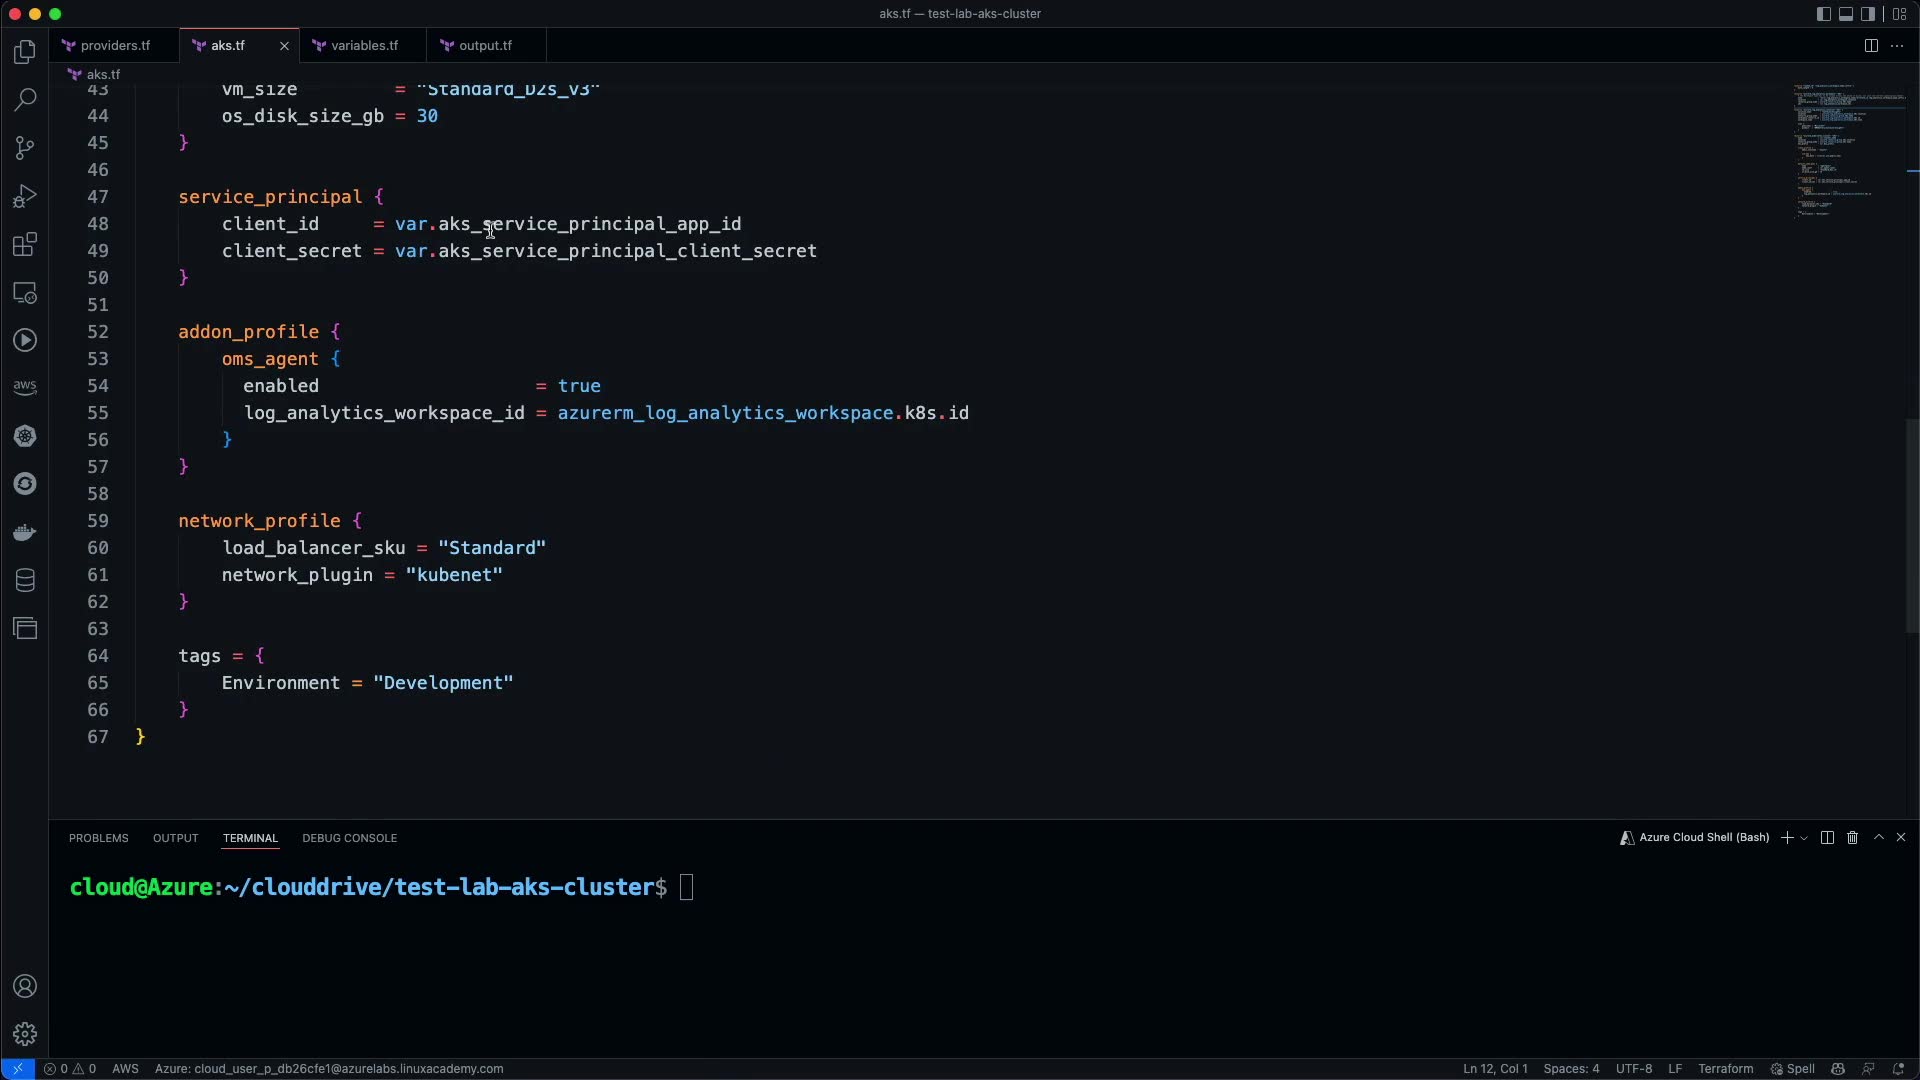 aks.tf — test-lab-aks-cluster
providers.tf
aks.tf
variables.tf
output.tf
aks.tf
43 vm_size = "Standard_D2s_v3"
44 os_disk_size_gb = 30
45 }
46
47 service_principal {
48 client_id = var.aks_service_principal_app_id
49 client_secret = var.aks_service_principal_client_secret
50 }
51
52 addon_profile {
53 oms_agent {
54 enabled = true
55 log_analytics_workspace_id = azurerm_log_analytics_workspace.k8s.id
56 }
57 }
58
59 network_profile {
60 load_balancer_sku = "Standard"
61 network_plugin = "kubenet"
62 }
63
64 tags = {
65 Environment = "Development"
66 }
67 }
aws
PROBLEMS OUTPUT TERMINAL DEBUG CONSOLE
Azure Cloud Shell (Bash)
cloud@Azure:~/clouddrive/test-lab-aks-cluster$
0 0 AWS Azure: cloud_user_p_db26cfe1@azurelabs.linuxacademy.com
Ln 12, Col 1 Spaces: 4 UTF-8 LF Terraform Spell